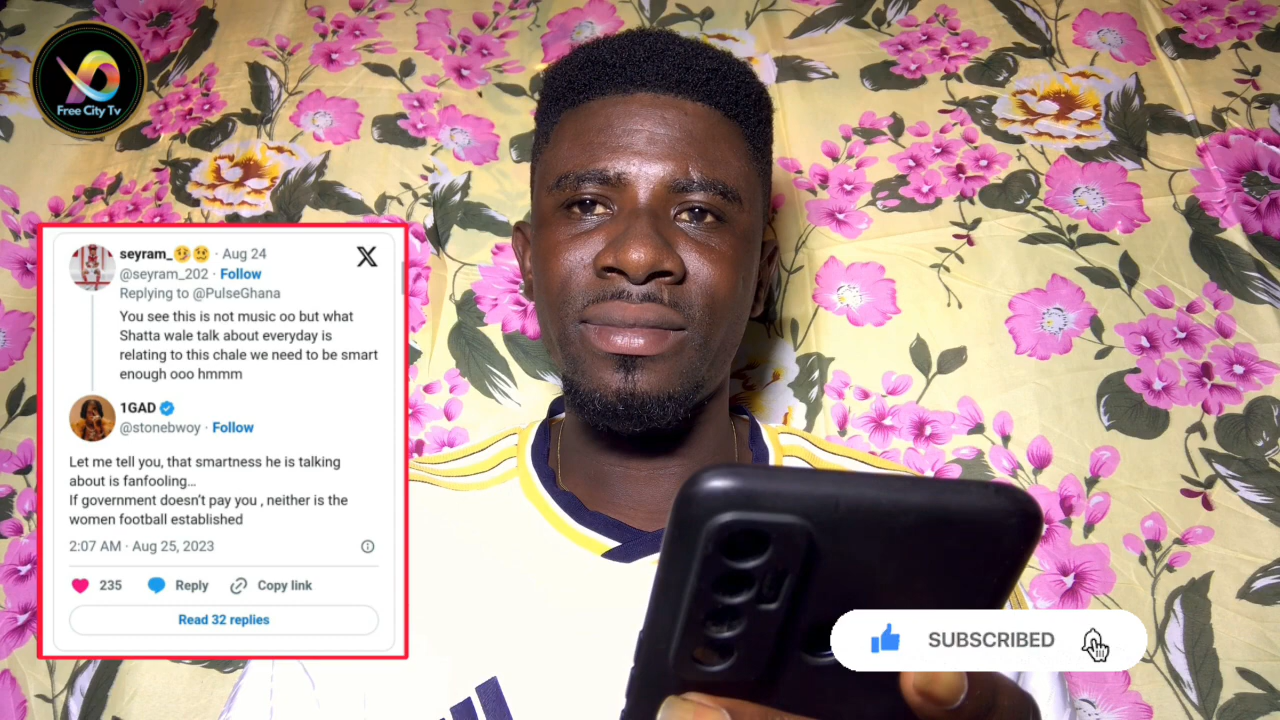 Free City Tv
seyram_🤨🥴 · Aug 24
@seyram_202 · Follow
Replying to @PulseGhana
You see this is not music oo but what
Shatta wale talk about everyday is
relating to this chale we need to be smart
enough ooo hmmm
1GAD
@stonebwoy · Follow
Let me tell you, that smartness he is talking
about is fanfooling…
If government doesn't pay you , neither is the
women football established
2:07 AM · Aug 25, 2023
235 Reply Copy link
Read 32 replies
SUBSCRIBED